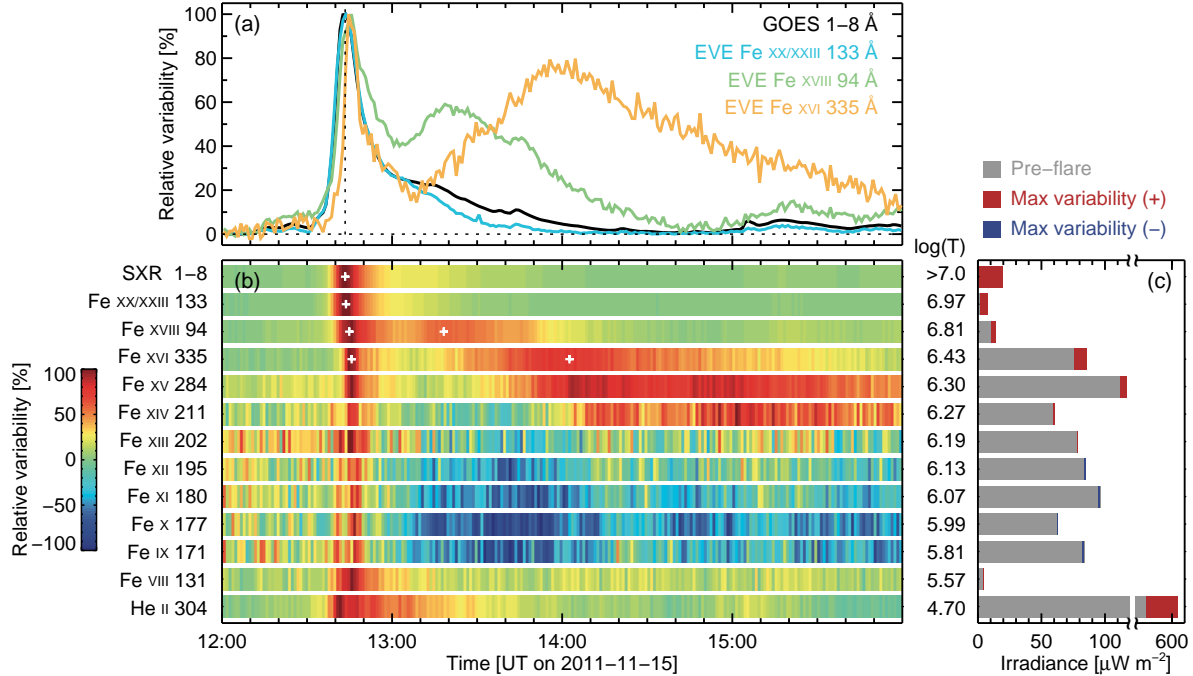 (a)
GOES 1−8 Å
EVE Fe XX/XXIII 133 Å
EVE Fe XVIII 94 Å
EVE Fe XVI 335 Å
Relative variability [%]
100
80
60
40
20
0
Pre−flare
Max variability (+)
Max variability (−)
(b)
SXR 1−8
Fe XX/XXIII 133
Fe XVIII 94
Fe XVI 335
Fe XV 284
Fe XIV 211
Fe XIII 202
Fe XII 195
Fe XI 180
Fe X 177
Fe IX 171
Fe VIII 131
He II 304
12:00 13:00 14:00 15:00
Time [UT on 2011−11−15]
Relative variability [%]
100
50
0
−50
−100
log(T)
>7.0
6.97
6.81
6.43
6.30
6.27
6.19
6.13
6.07
5.99
5.81
5.57
4.70
(c)
0 50 100 600
Irradiance [μW m−2]